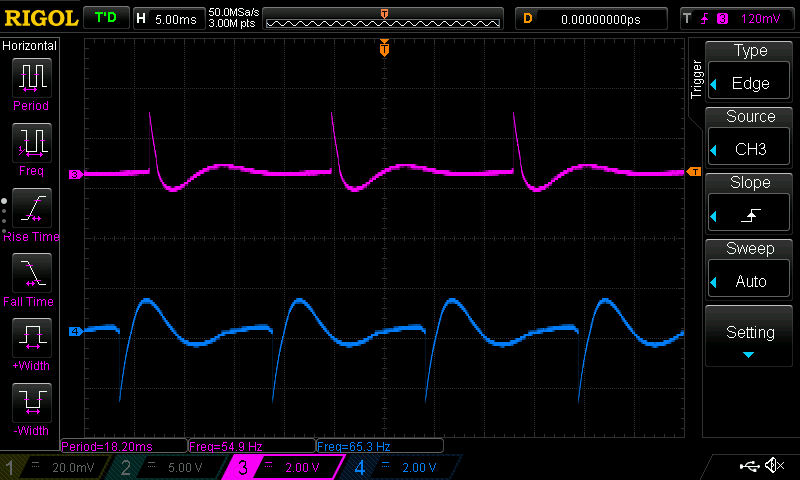 RIGOL T'D H 5.00ms 50.0MSa/s 3.00M pts T D 0.00000000ps T 3 120mV
Horizontal
Period
Freq
Rise Time
Fall Time
+Width
-Width
T
3
4
T
Trigger
Type
Edge
Source
CH3
Slope
Sweep
Auto
Setting
Period=18.20ms Freq=54.9 Hz Freq=65.3 Hz
1 20.0mV 2 5.00 V 3 2.00 V 4 2.00 V